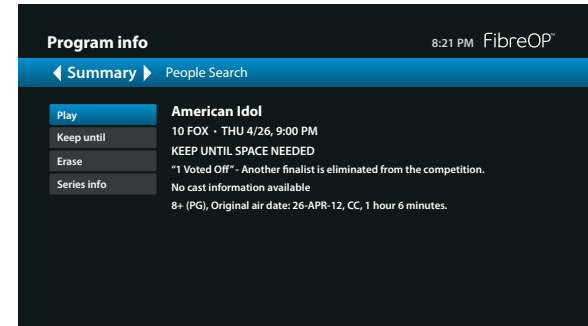 Program info
8:21 PM FibreOP™
Summary People Search
Play
Keep until
Erase
Series info
American Idol
10 FOX • THU 4/26, 9:00 PM
KEEP UNTIL SPACE NEEDED
"1 Voted Off"- Another finalist is eliminated from the competition.
No cast information available
8+ (PG), Original air date: 26-APR-12, CC, 1 hour 6 minutes.